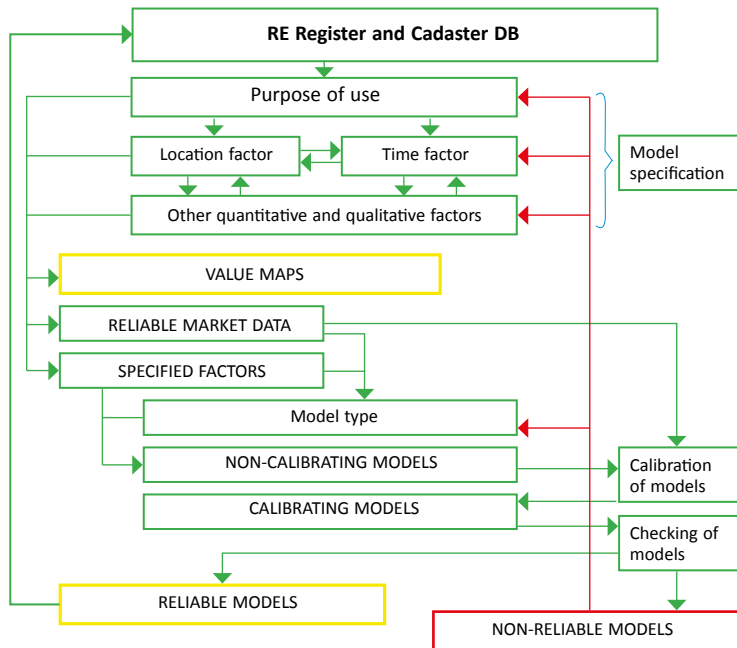 RE Register and Cadaster DB
Purpose of use
Location factor
Time factor
Model
specification
Other quantitative and qualitative factors
VALUE MAPS
RELIABLE MARKET DATA
SPECIFIED FACTORS
Model type
NON-CALIBRATING MODELS
Calibration
of models
CALIBRATING MODELS
Checking of
models
RELIABLE MODELS
NON-RELIABLE MODELS